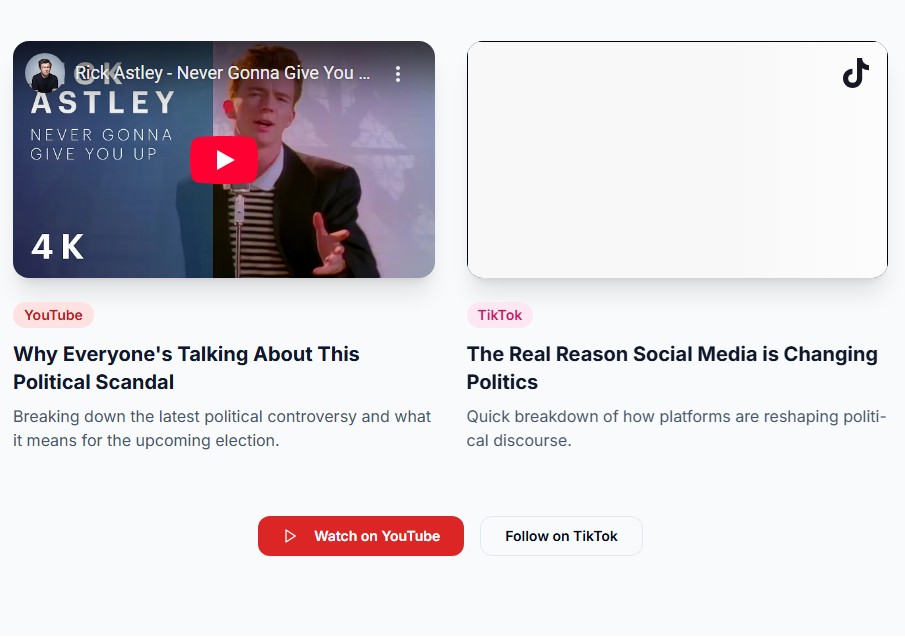 Rick Astley - Never Gonna Give You ...
ASTLEY
NEVER GONNA
GIVE YOU UP
4K
YouTube
TikTok
Why Everyone's Talking About This
Political Scandal
The Real Reason Social Media is Changing
Politics
Breaking down the latest political controversy and what
it means for the upcoming election.
Quick breakdown of how platforms are reshaping politi-
cal discourse.
Watch on YouTube
Follow on TikTok